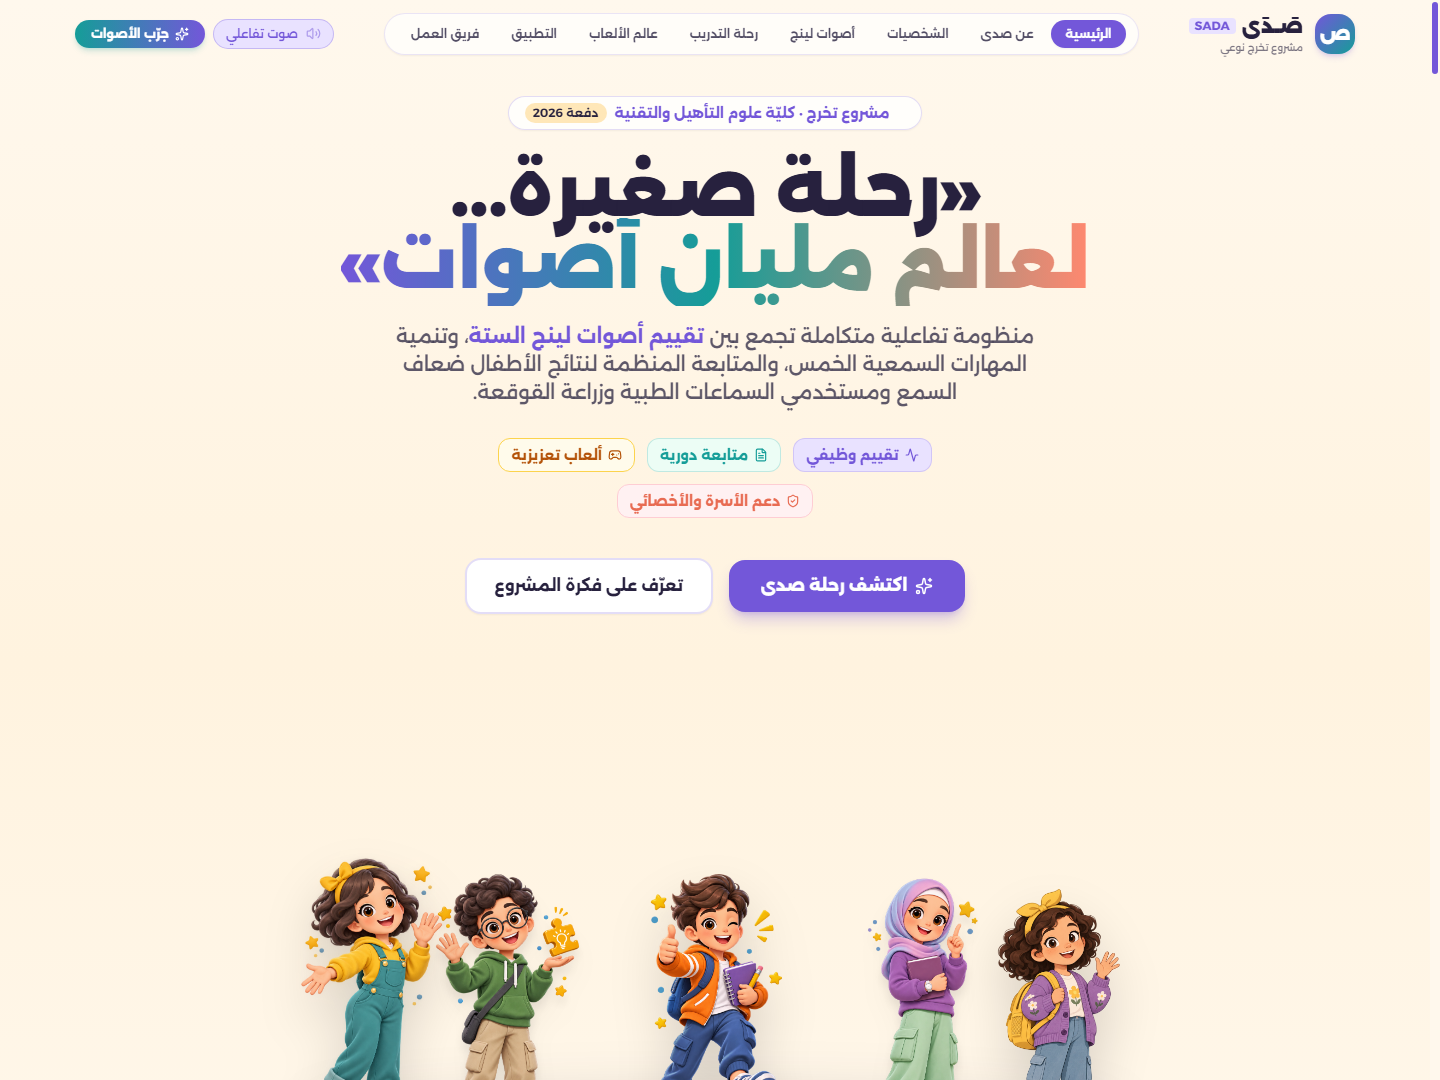 ص
صَـدَى SADA
مشروع تخرج نوعي
الرئيسية
عن صدى
الشخصيات
أصوات لينج
رحلة التدريب
عالم الألعاب
التطبيق
فريق العمل
صوت تفاعلي
جرّب الأصوات
مشروع تخرج · كليّة علوم التأهيل والتقنية دفعة 2026
«رحلة صغيرة...
لعالم مليان أصوات»
منظومة تفاعلية متكاملة تجمع بين تقييم أصوات لينج الستة، وتنمية
المهارات السمعية الخمس، والمتابعة المنظمة لنتائج الأطفال ضعاف
السمع ومستخدمي السماعات الطبية وزراعة القوقعة.
تقييم وظيفي
متابعة دورية
ألعاب تعزيزية
دعم الأسرة والأخصائي
اكتشف رحلة صدى
تعرّف على فكرة المشروع